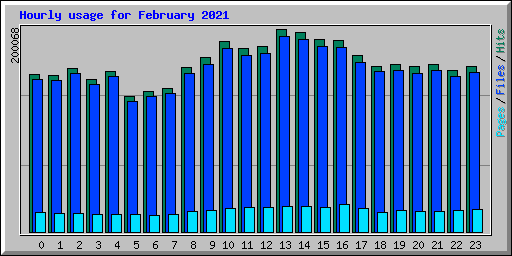 Hourly usage for February 2021
200068
Pages / Files / Hits
0 1 2 3 4 5 6 7 8 9 10 11 12 13 14 15 16 17 18 19 20 21 22 23